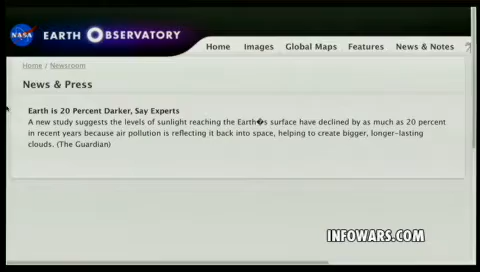 NASA EARTH OBSERVATORY
Home Images Global Maps Features News & Notes
Home / Newsroom
News & Press
Earth is 20 Percent Darker, Say Experts
A new study suggests the levels of sunlight reaching the Earth�s surface have declined by as much as 20 percent
in recent years because air pollution is reflecting it back into space, helping to create bigger, longer-lasting
clouds. (The Guardian)
INFOWARS.COM